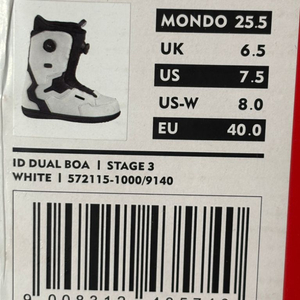 MONDO 25.5
UK 6.5
US 7.5
US-W 8.0
EU 40.0
ID DUAL BOA | STAGE 3
WHITE | 572115-1000/9140